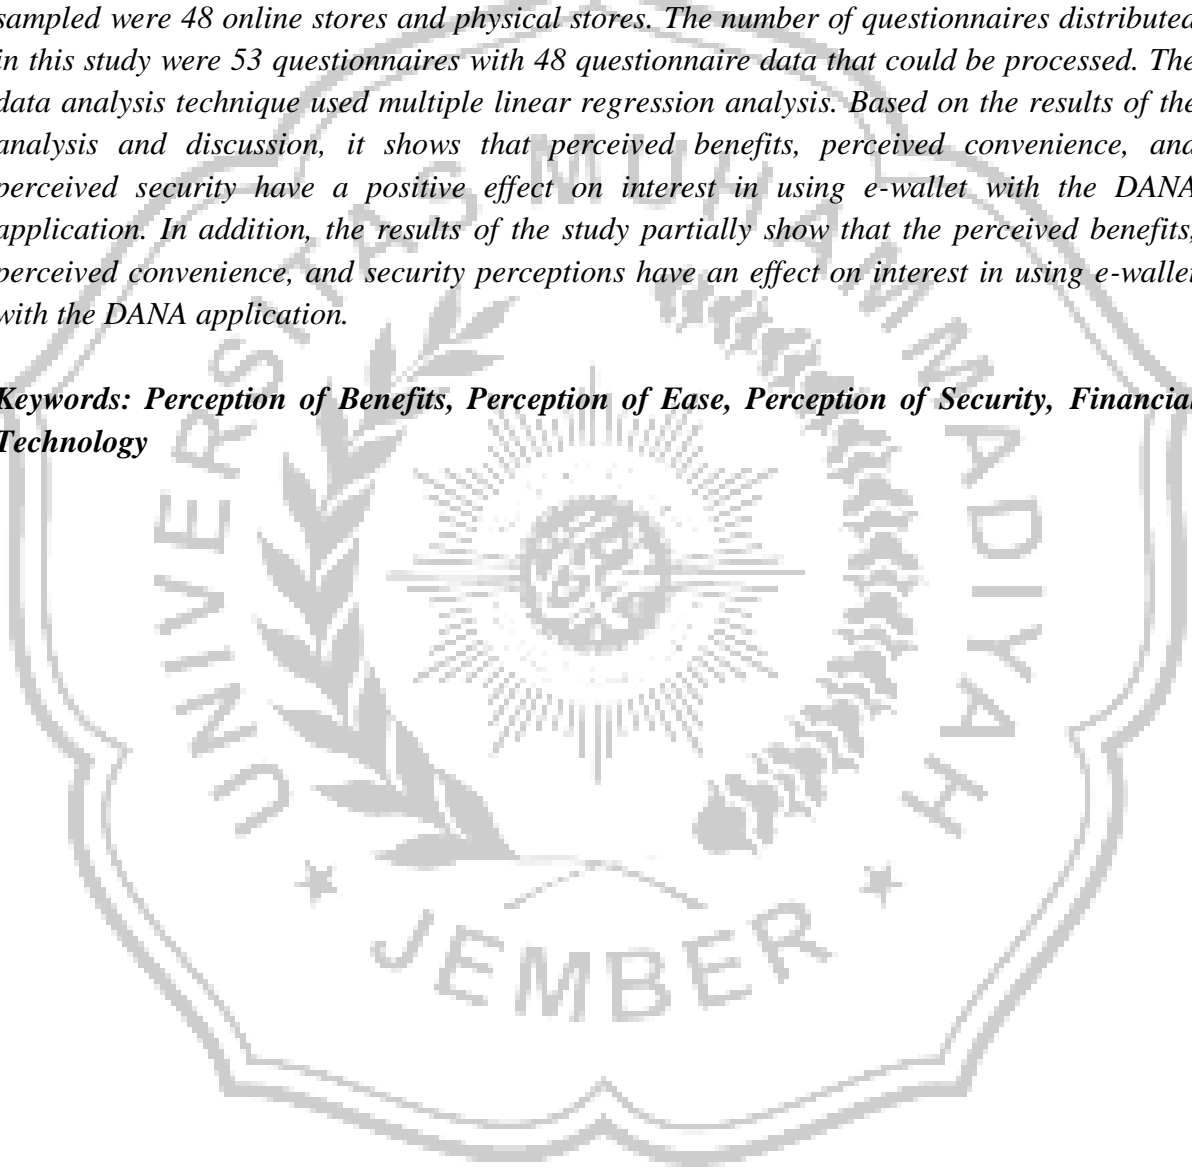 sampled were 48 online stores and physical stores. The number of questionnaires distributed
in this study were 53 questionnaires with 48 questionnaire data that could be processed. The
data analysis technique used multiple linear regression analysis. Based on the results of the
analysis and discussion, it shows that perceived benefits, perceived convenience, and
perceived security have a positive effect on interest in using e-wallet with the DANA
application. In addition, the results of the study partially show that the perceived benefits,
perceived convenience, and security perceptions have an effect on interest in using e-wallet
with the DANA application.
Keywords: Perception of Benefits, Perception of Ease, Perception of Security, Financial
Technology
UNIVERSITAS MUHAMMADIYAH
JEMBER